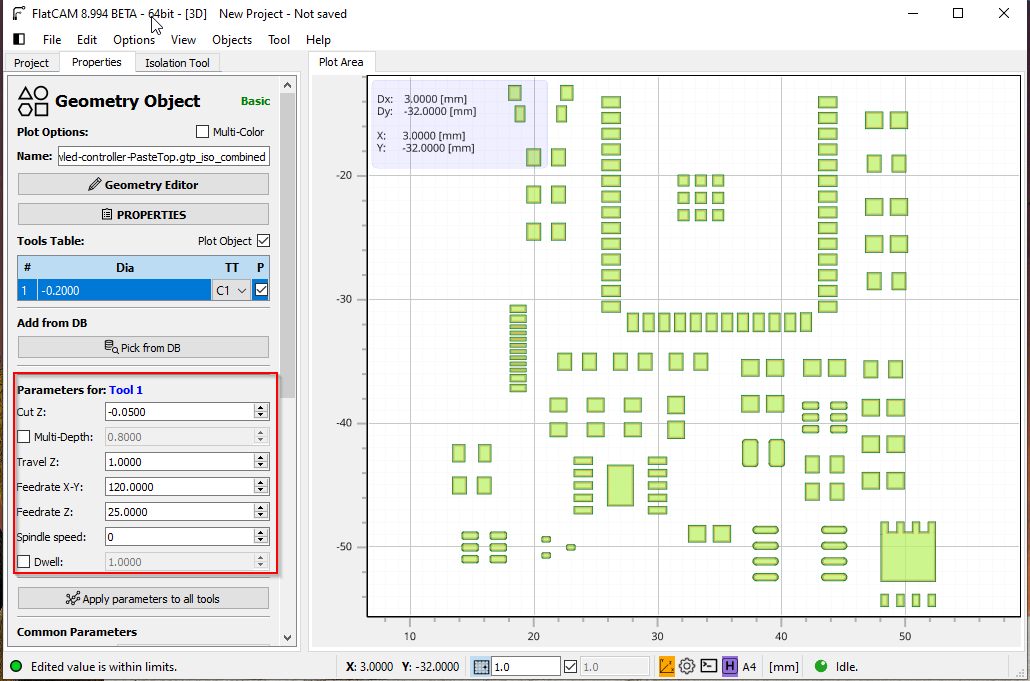 FlatCAM 8.994 BETA - 64bit - [3D] New Project - Not saved
File Edit Options View Objects Tool Help
Project Properties Isolation Tool
Plot Area
Geometry Object Basic
Plot Options: Multi-Color
Name: vled-controller-PasteTop.gtp_iso_combined
Geometry Editor
PROPERTIES
Tools Table: Plot Object
# Dia TT P
1 -0.2000 C1
Add from DB
Pick from DB
Parameters for: Tool 1
Cut Z: -0.0500
Multi-Depth: 0.8000
Travel Z: 1.0000
Feedrate X-Y: 120.0000
Feedrate Z: 25.0000
Spindle speed: 0
Dwell: 1.0000
Apply parameters to all tools
Common Parameters
Dx: 3.0000 [mm]
Dy: -32.0000 [mm]
X: 3.0000 [mm]
Y: -32.0000 [mm]
-20
-30
-40
-50
10 20 30 40 50
Edited value is within limits. X: 3.0000 Y: -32.0000 1.0 1.0 H A4 [mm] Idle.